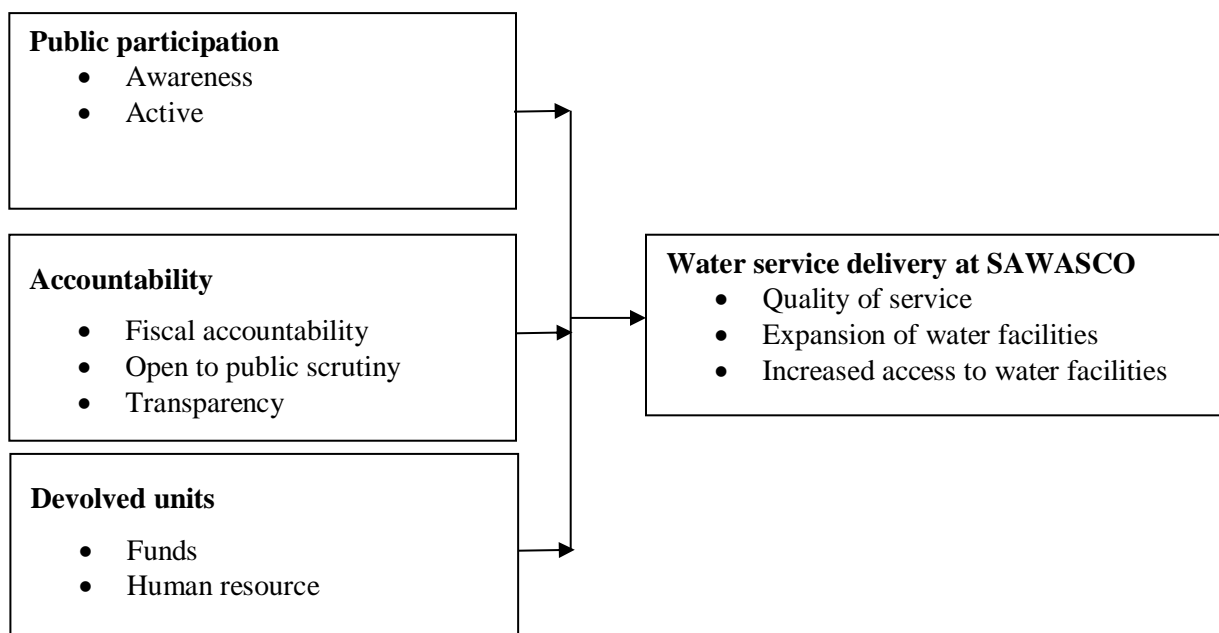 Public participation
• Awareness
• Active
Accountability
• Fiscal accountability
• Open to public scrutiny
• Transparency
Devolved units
• Funds
• Human resource
Water service delivery at SAWASCO
• Quality of service
• Expansion of water facilities
• Increased access to water facilities